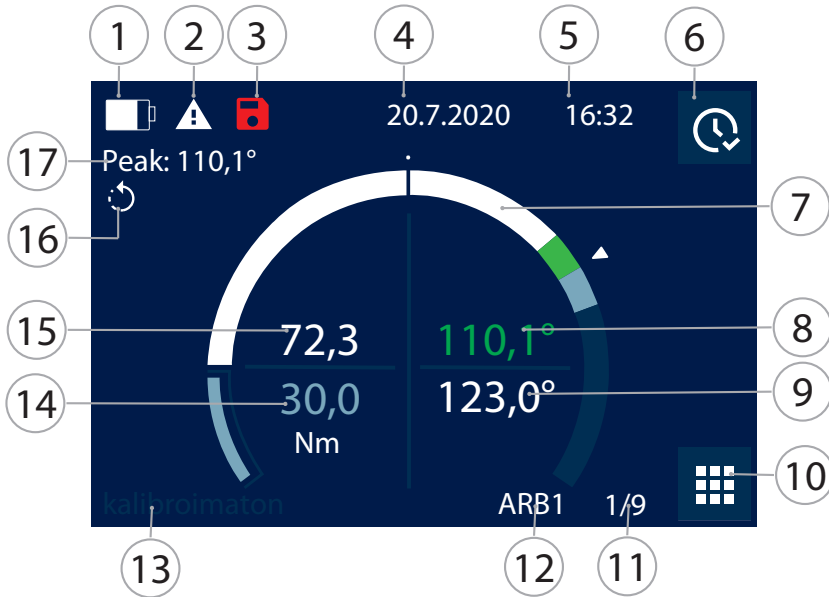 1 2 3 4 5 6
20.7.2020 16:32
17 Peak: 110,1°
16 7
15 72,3 110,1° 8
14 30,0 123,0° 9
Nm
10
kalibroimaton ARB1 1/9
13 12 11